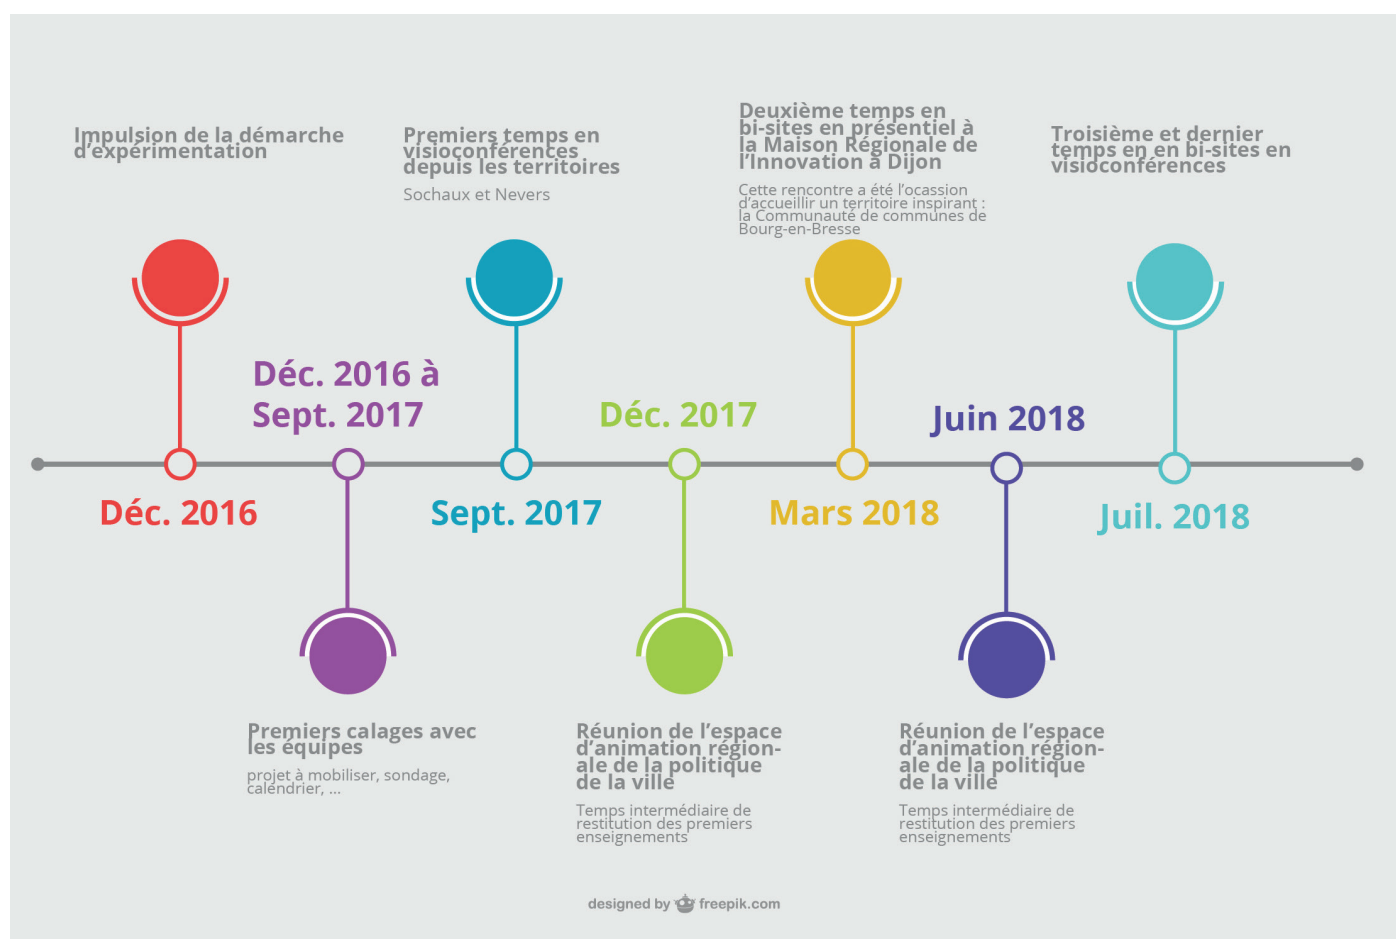 Impulsion de la démarche
d'expérimentation
Premiers temps en
visioconférences
depuis les territoires
Sochaux et Nevers
Deuxième temps en
bi-sites en présentiel à
la Maison Régionale de
l'Innovation à Dijon
Cette rencontre a été l'ocassion
d'accueillir un territoire inspirant :
la Communauté de communes de
Bourg-en-Bresse
Troisième et dernier
temps en en bi-sites en
visioconférences
Déc. 2016 à
Sept. 2017
Déc. 2017
Juin 2018
Déc. 2016
Sept. 2017
Mars 2018
Juil. 2018
Premiers calages avec
les équipes
projet à mobiliser, sondage,
calendrier, ...
Réunion de l'espace
d'animation région-
ale de la politique
de la ville
Temps intermédiaire de
restitution des premiers
enseignements
Réunion de l'espace
d'animation région-
ale de la politique
de la ville
Temps intermédiaire de
restitution des premiers
enseignements
designed by freepik.com